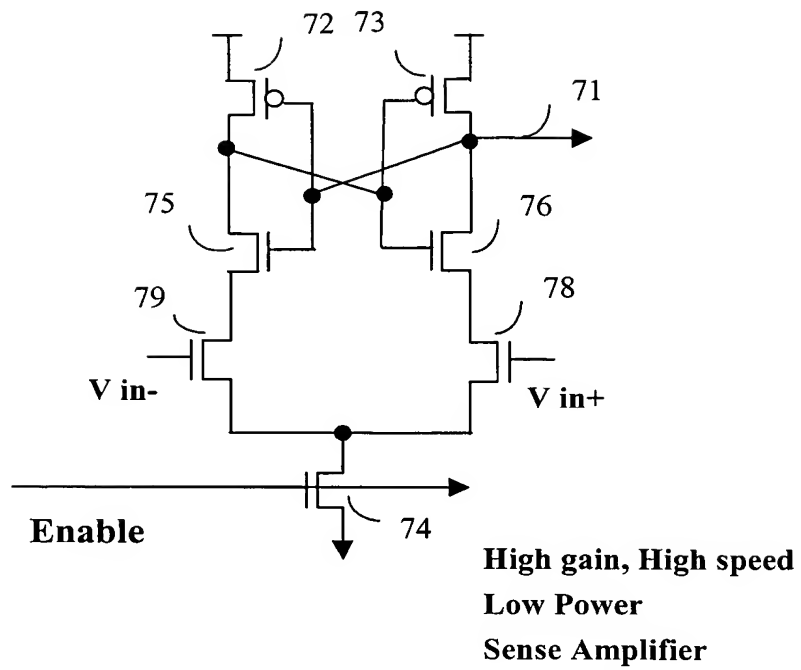 72 73
71
75
76
79
78
V in-
V in+
Enable
74
High gain, High speed
Low Power
Sense Amplifier